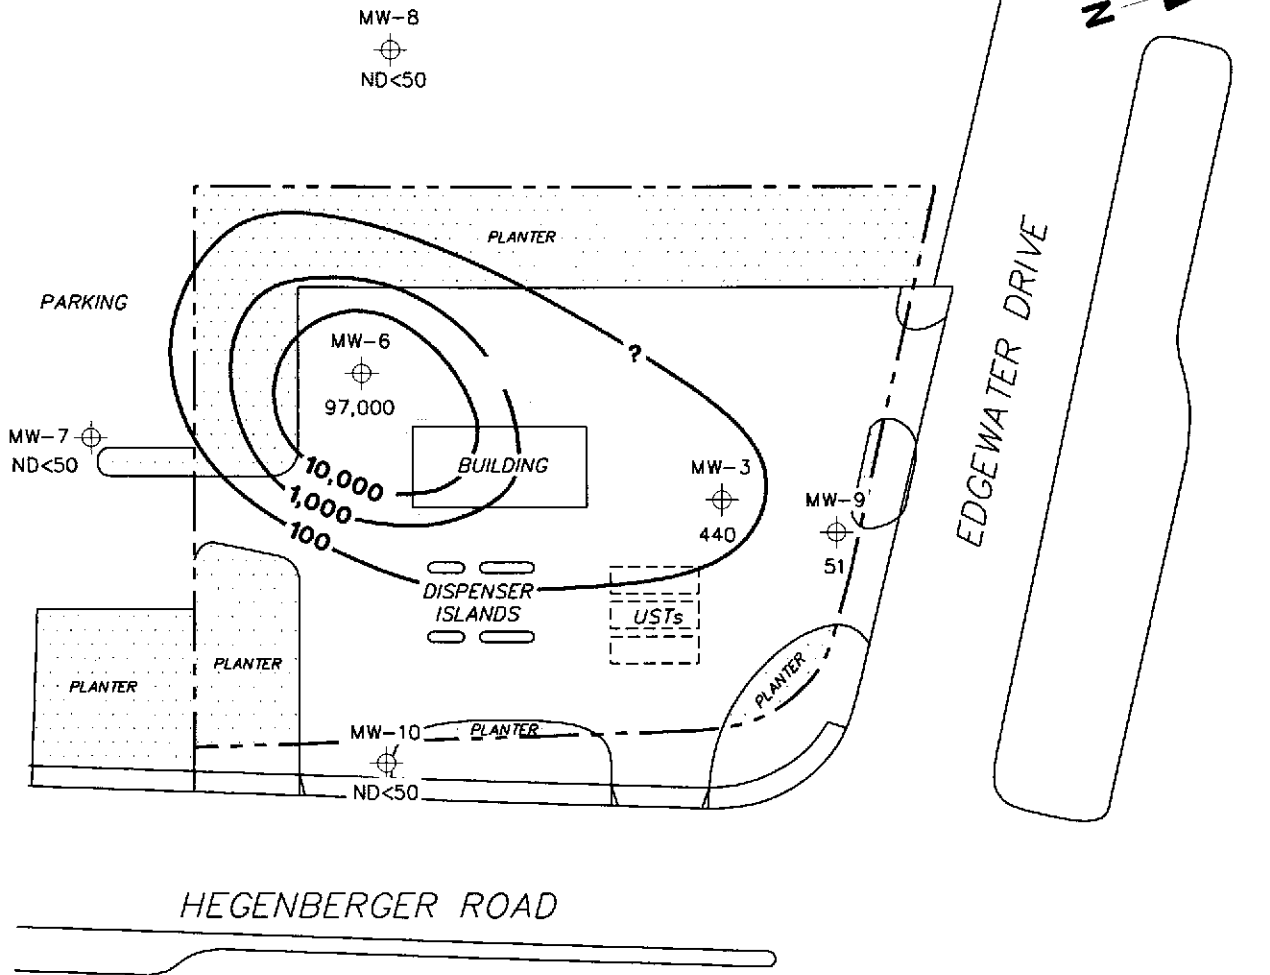 MW-8
N
ND<50
PLANTER
EDGEWATER DRIVE
PARKING
MW-6
?
97,000
MW-7
ND<50
10,000
BUILDING
MW-3
1,000
MW-9
100
440
51
DISPENSER
ISLANDS
USTs
PLANTER
PLANTER
PLANTER
MW-10
PLANTER
ND<50
HEGENBERGER ROAD